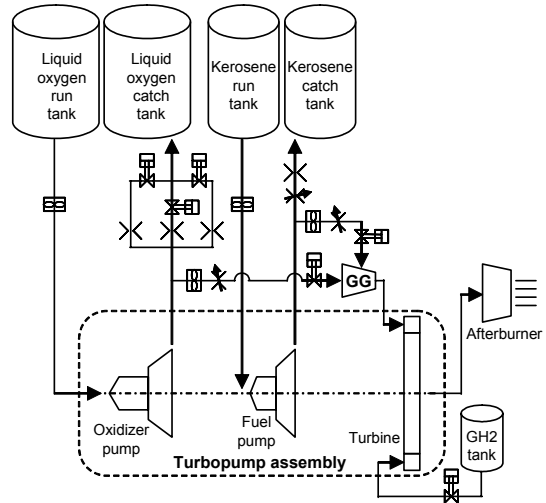 Liquid
oxygen
run
tank
Liquid
oxygen
catch
tank
Kerosene
run
tank
Kerosene
catch
tank
GG
Afterburner
Oxidizer
pump
Fuel
pump
Turbine
GH2
tank
Turbopump assembly